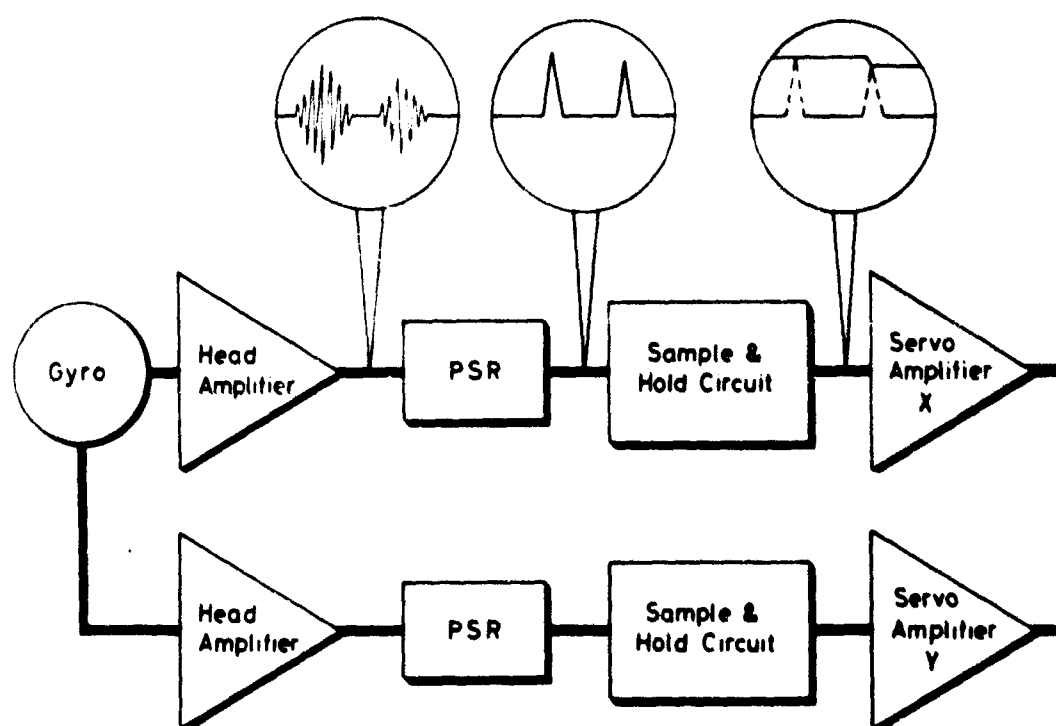 Gyro
Head
Amplifier
PSR
Sample &
Hold Circuit
Servo
Amplifier
X
Head
Amplifier
PSR
Sample &
Hold Circuit
Servo
Amplifier
Y